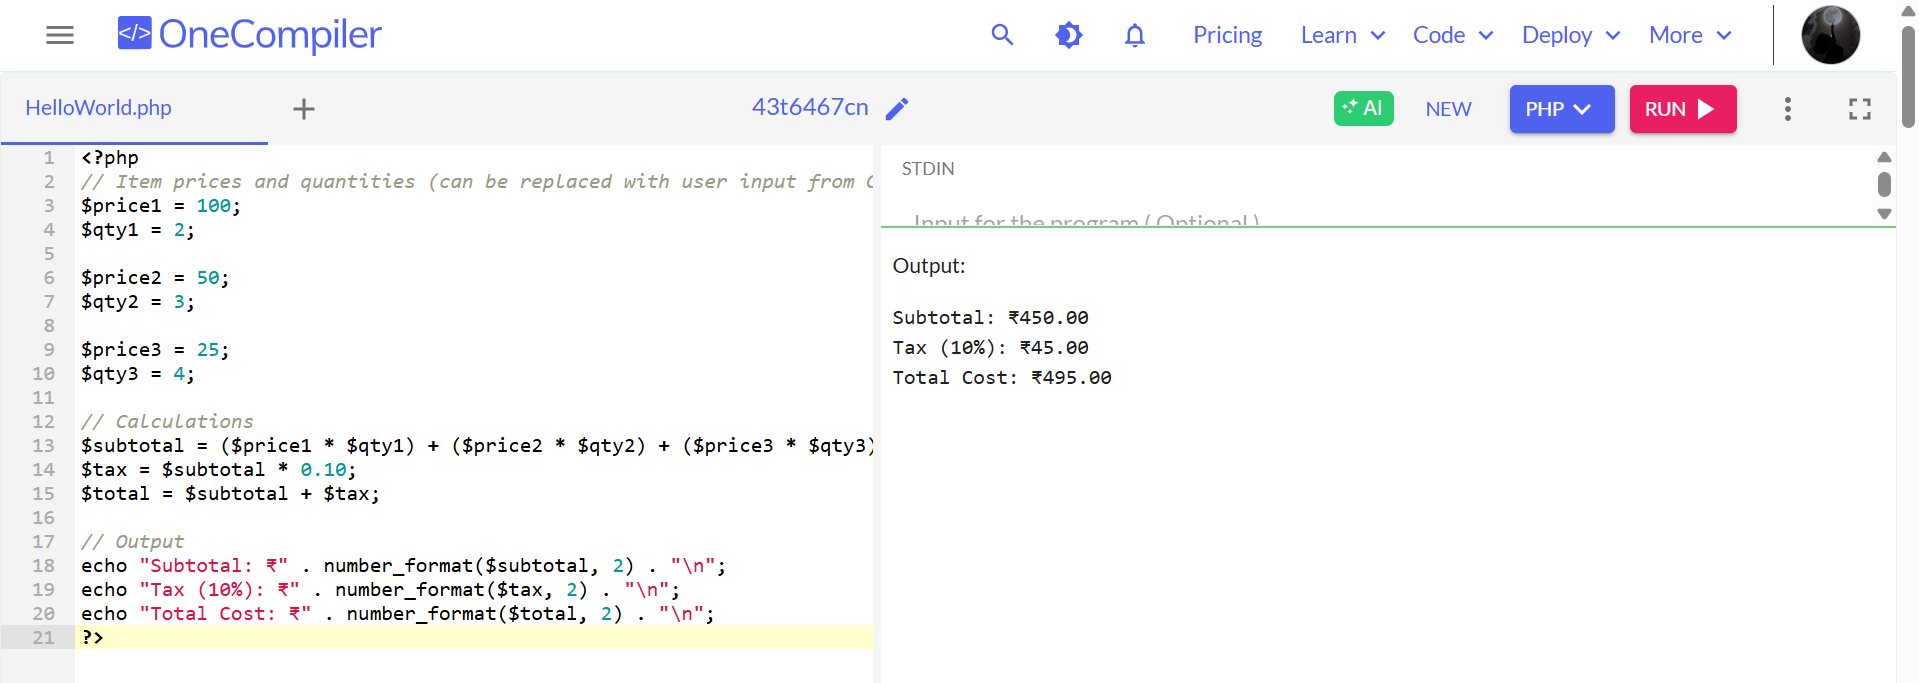 </> OneCompiler
Pricing Learn Code Deploy More
HelloWorld.php
43t6467cn
AI NEW PHP RUN
1 <?php
2 // Item prices and quantities (can be replaced with user input from
3 $price1 = 100;
4 $qty1 = 2;
5
6 $price2 = 50;
7 $qty2 = 3;
8
9 $price3 = 25;
10 $qty3 = 4;
11
12 // Calculations
13 $subtotal = ($price1 * $qty1) + ($price2 * $qty2) + ($price3 * $qty3)
14 $tax = $subtotal * 0.10;
15 $total = $subtotal + $tax;
16
17 // Output
18 echo "Subtotal: ₹" . number_format($subtotal, 2) . "\n";
19 echo "Tax (10%): ₹" . number_format($tax, 2) . "\n";
20 echo "Total Cost: ₹" . number_format($total, 2) . "\n";
21 ?>
STDIN
Input for the program ( Optional )
Output:
Subtotal: ₹450.00
Tax (10%): ₹45.00
Total Cost: ₹495.00